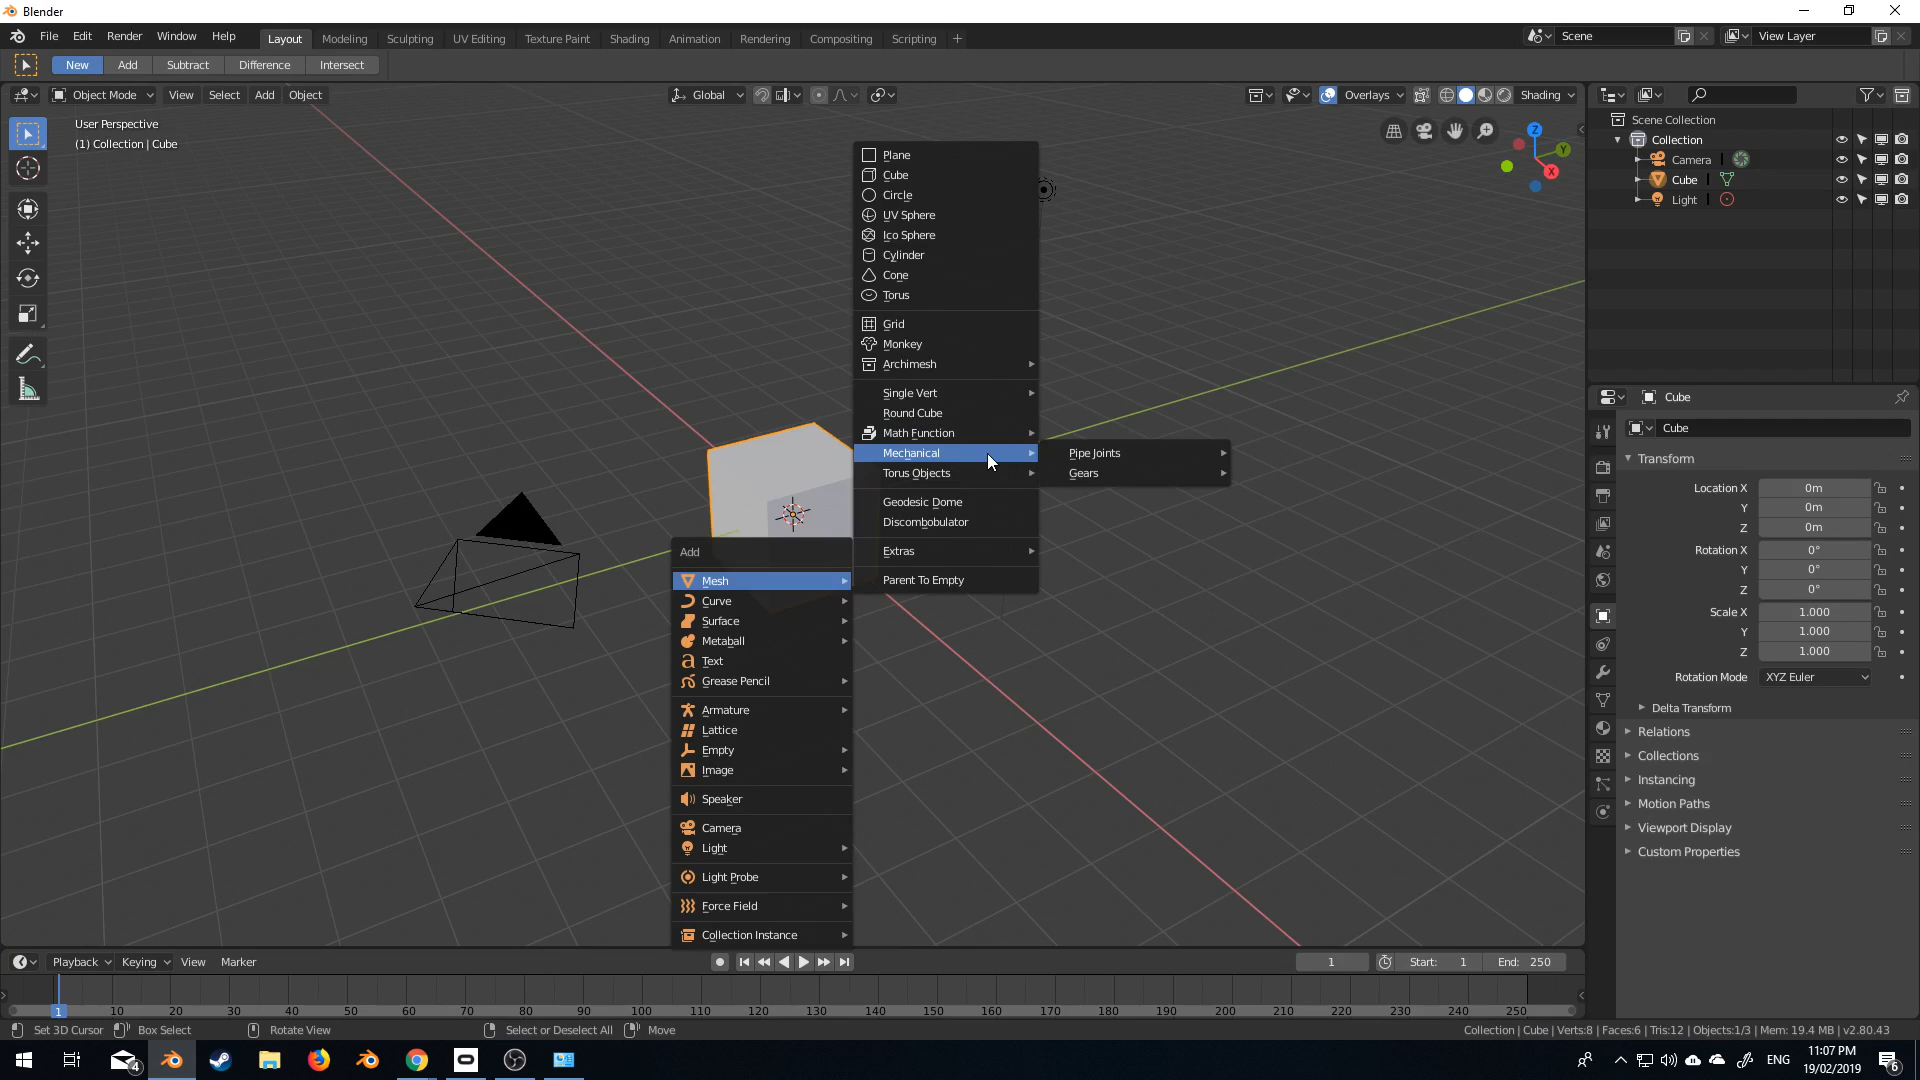 Blender
File Edit Render Window Help
Layout Modeling Sculpting UV Editing Texture Paint Shading Animation Rendering Compositing Scripting +
Scene
View Layer
New Add Subtract Difference Intersect
Object Mode View Select Add Object
Global
Overlays
Shading
User Perspective
(1) Collection | Cube
Z
Y
X
Scene Collection
Collection
Camera
Cube
Light
Plane
Cube
Circle
UV Sphere
Ico Sphere
Cylinder
Cone
Torus
Grid
Monkey
Archimesh
Single Vert
Round Cube
Math Function
Mechanical
Torus Objects
Geodesic Dome
Discombobulator
Extras
Parent To Empty
Pipe Joints
Gears
Add
Mesh
Curve
Surface
Metaball
Text
Grease Pencil
Armature
Lattice
Empty
Image
Speaker
Camera
Light
Light Probe
Force Field
Collection Instance
Cube
Cube
Transform
Location X 0m
Y 0m
Z 0m
Rotation X 0°
Y 0°
Z 0°
Scale X 1.000
Y 1.000
Z 1.000
Rotation Mode XYZ Euler
Delta Transform
Relations
Collections
Instancing
Motion Paths
Viewport Display
Custom Properties
Playback Keying View Marker
1
Start: 1 End: 250
1 10 20 30 40 50 60 70 80 90 100 110 120 130 140 150 160 170 180 190 200 210 220 230 240 250
Set 3D Cursor Box Select Rotate View Select or Deselect All Move
Collection | Cube | Verts:8 | Faces:6 | Tris:12 | Objects:1/3 | Mem: 19.4 MB | v2.80.43
4
ENG
11:07 PM
19/02/2019
6